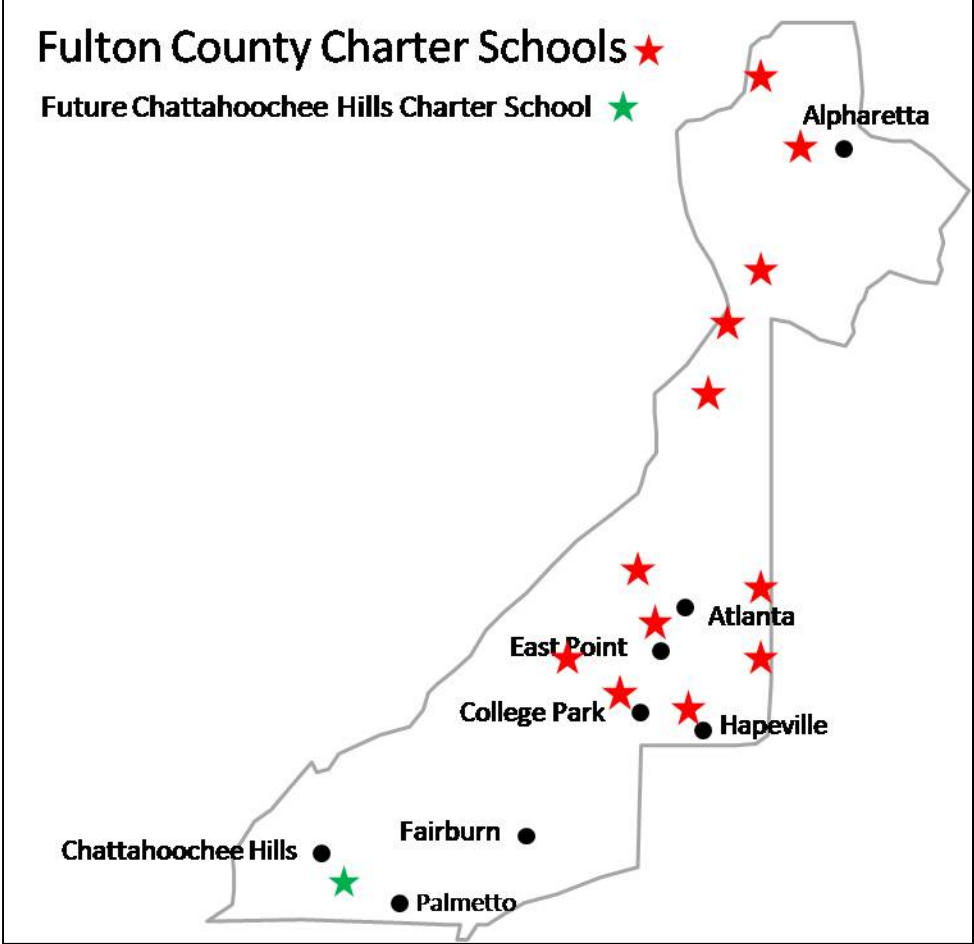 Fulton County Charter Schools
Future Chattahoochee Hills Charter School
Alpharetta
Atlanta
East Point
College Park
Hapeville
Fairburn
Chattahoochee Hills
Palmetto